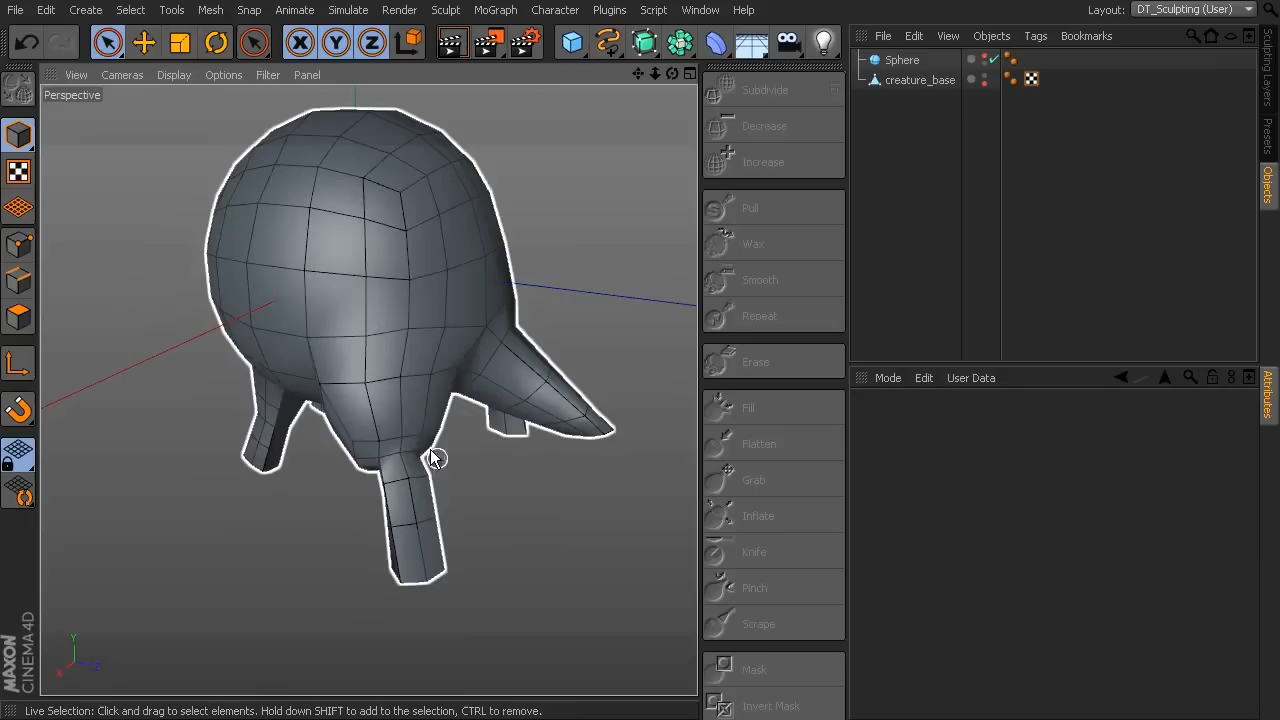 File Edit Create Select Tools Mesh Snap Animate Simulate Render Sculpt MoGraph Character Plugins Script Window Help Layout: DT_Sculpting (User)
X Y Z
File Edit View Objects Tags Bookmarks
View Cameras Display Options Filter Panel
Perspective
Subdivide
Decrease
Increase
Pull
Wax
Smooth
Repeat
Erase
Fill
Flatten
Grab
Inflate
Knife
Pinch
Scrape
Mask
Invert Mask
Sphere
creature_base
Mode Edit User Data
Sculpting Layers
Presets
Objects
Attributes
Y
X
Z
MAXON
CINEMA 4D
Live Selection: Click and drag to select elements. Hold down SHIFT to add to the selection, CTRL to remove.